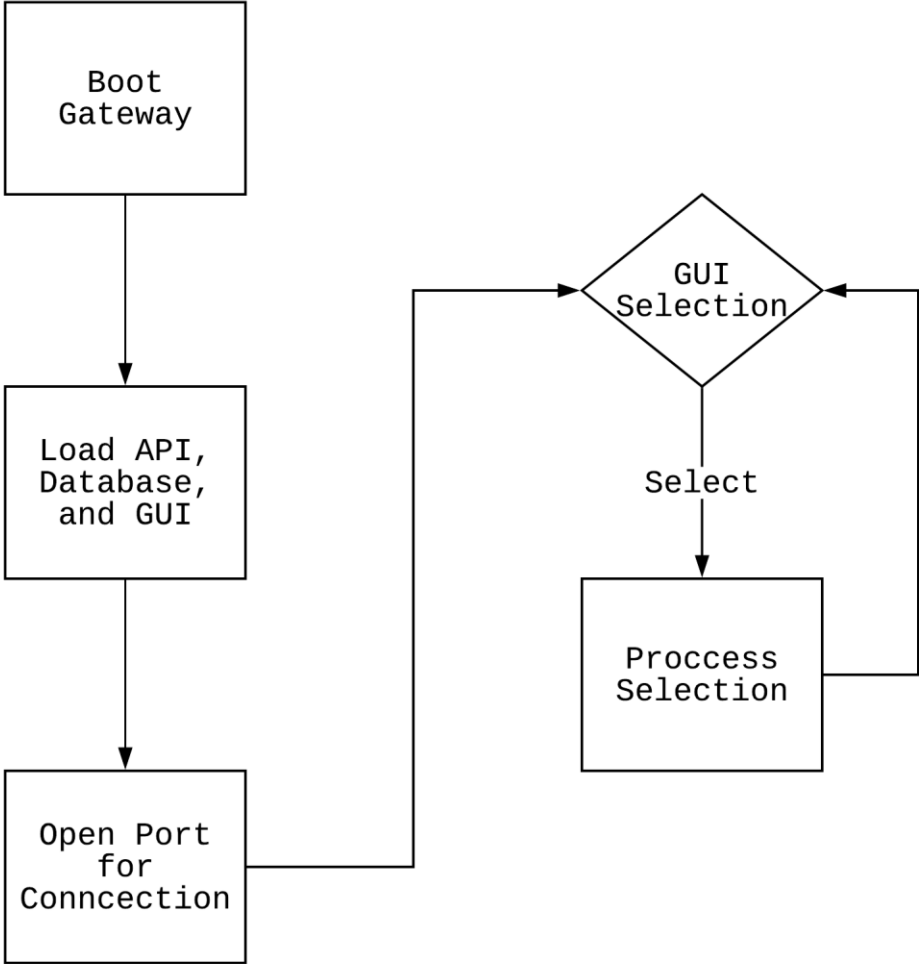 Boot
Gateway
Load API,
Database,
and GUI
Open Port
for
Conncection
GUI
Selection
Select
Proccess
Selection